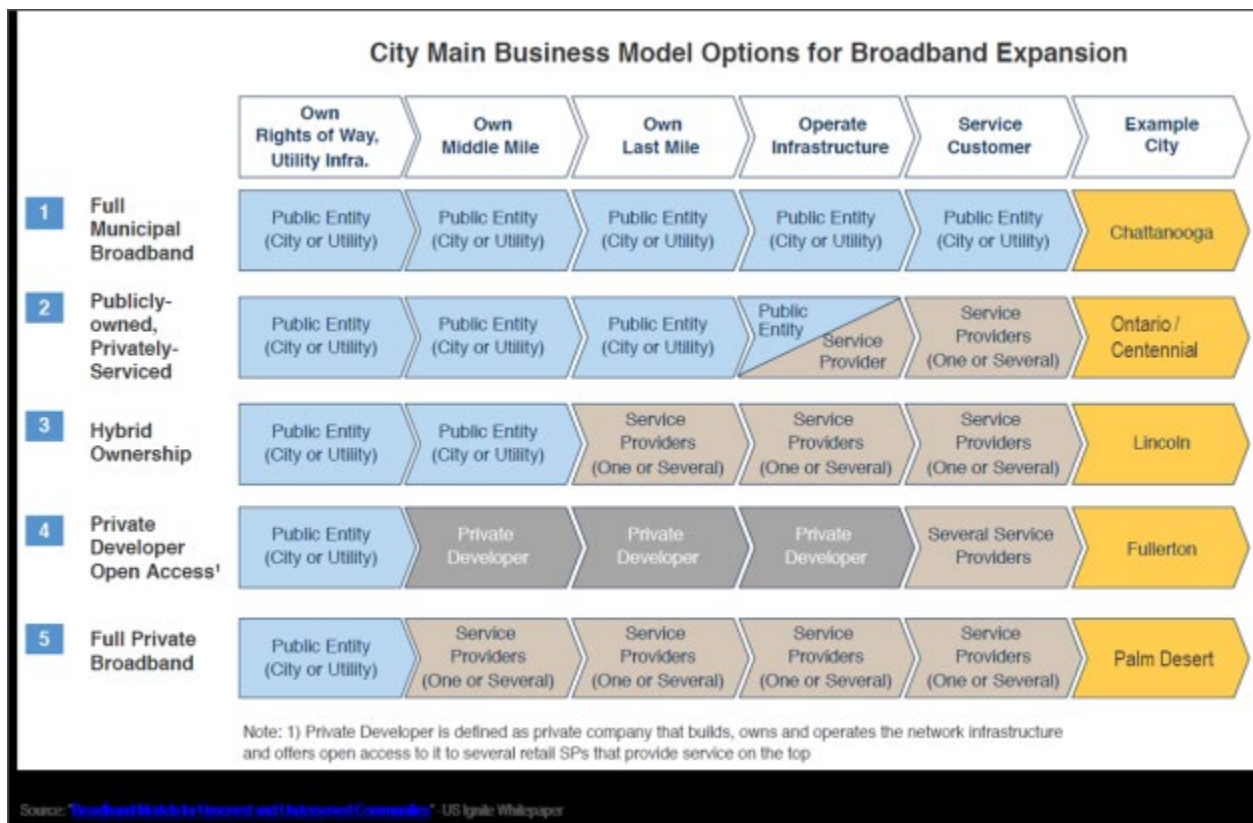 City Main Business Model Options for Broadband Expansion
Own
Rights of Way,
Utility Infra.
Own
Middle Mile
Own
Last Mile
Operate
Infrastructure
Service
Customer
Example
City
1
Full
Municipal
Broadband
Public Entity
(City or Utility)
Public Entity
(City or Utility)
Public Entity
(City or Utility)
Public Entity
(City or Utility)
Public Entity
(City or Utility)
Chattanooga
2
Publicly-
owned,
Privately-
Serviced
Public Entity
(City or Utility)
Public Entity
(City or Utility)
Public Entity
(City or Utility)
Public
Entity
Service
Provider
Service
Providers
(One or Several)
Ontario /
Centennial
3
Hybrid
Ownership
Public Entity
(City or Utility)
Public Entity
(City or Utility)
Service
Providers
(One or Several)
Service
Providers
(One or Several)
Service
Providers
(One or Several)
Lincoln
4
Private
Developer
Open Access¹
Public Entity
(City or Utility)
Private
Developer
Private
Developer
Private
Developer
Several Service
Providers
Fullerton
5
Full Private
Broadband
Public Entity
(City or Utility)
Service
Providers
(One or Several)
Service
Providers
(One or Several)
Service
Providers
(One or Several)
Service
Providers
(One or Several)
Palm Desert
Note: 1) Private Developer is defined as private company that builds, owns and operates the network infrastructure
and offers open access to it to several retail SPs that provide service on the top
Source: "Broadband Models for Unserved and Underserved Communities" - US Ignite Whitepaper